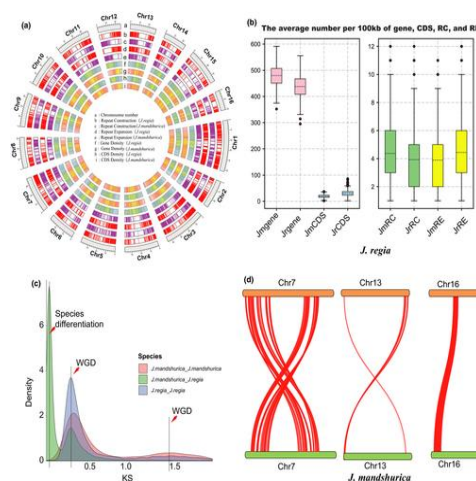 (a)
Chr12
Chr13
Chr11
Chr14
Chr10
Chr15
Chr9
Chr16
Chr8
Chr1
Chr7
Chr2
Chr6
Chr3
Chr5
Chr4
a
b
c
d
e
f
g
h
i
a : Chromosome number
b : Repeat Construction (J.regia)
c : Repeat Construction (J.mandshurica)
d : Repeat Expansion (J.regia)
e : Repeat Expansion (J.mandshurica)
f : Gene Density (J.regia)
g : Gene Density (J.mandshurica)
h : CDS Density (J.regia)
i : CDS Density (J.mandshurica)
(b)
The average number per 100kb of gene, CDS, RC, and RE
600
500
400
300
200
100
0
12
10
8
6
4
2
Jmgene
Jrgene
JmCDS
JrCDS
JmRC
JrRC
JmRE
JrRE
J. regia
(c)
Species
differentiation
WGD
WGD
Species
J.mandshurica_J.mandshurica
J.mandshurica_J.regia
J.regia_J.regia
Density
6
4
2
0
0.5
1.0
1.5
KS
(d)
Chr7
Chr13
Chr16
Chr7
Chr13
Chr16
J. mandshurica